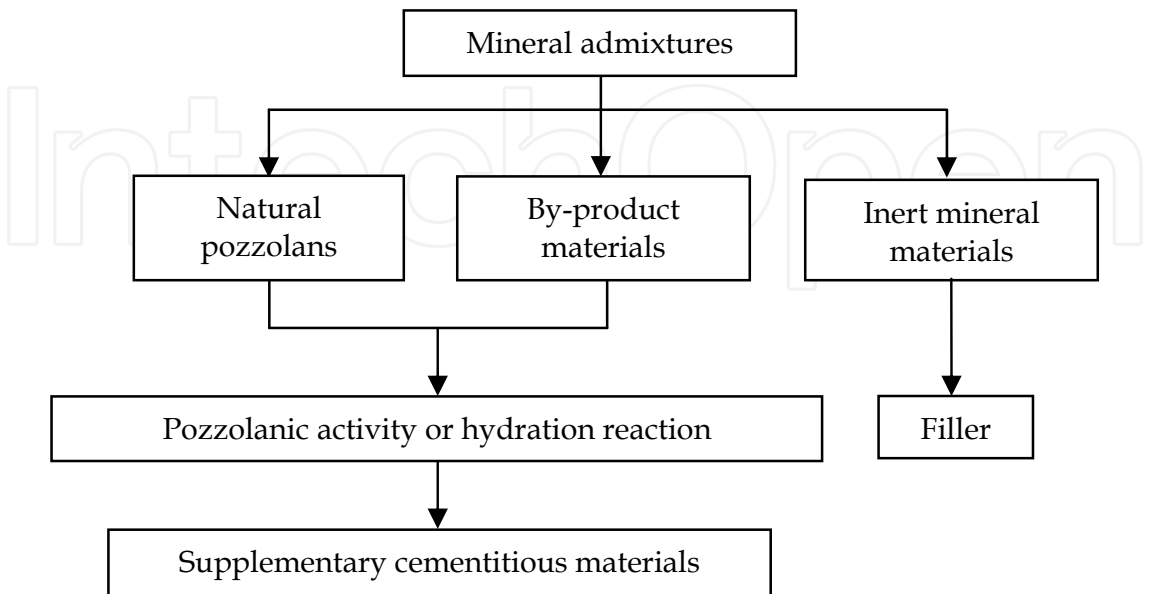 Mineral admixtures
IntechOpen
Natural
pozzolans
By-product
materials
Inert mineral
materials
Pozzolanic activity or hydration reaction
Filler
Supplementary cementitious materials